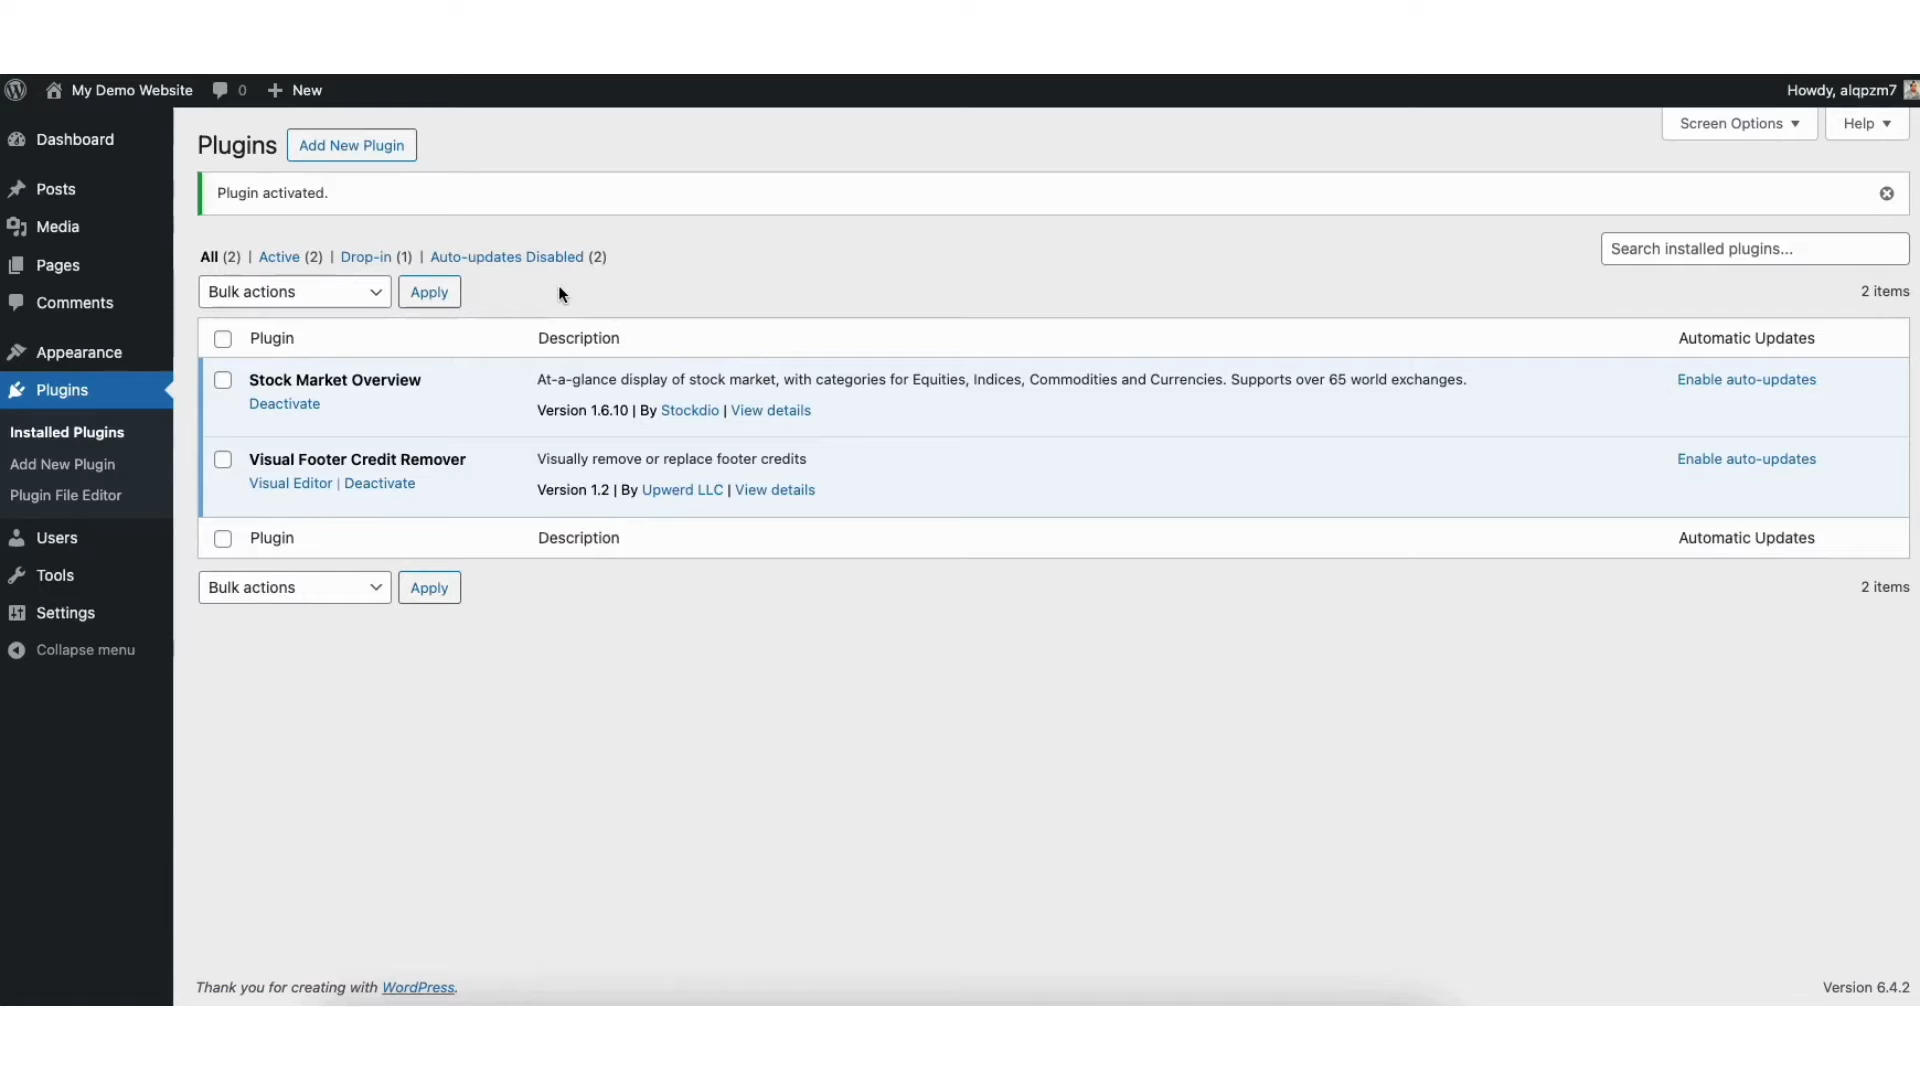 My Demo Website 0 New Howdy, alqpzm7
Dashboard
Posts
Media
Pages
Comments
Appearance
Plugins
Installed Plugins
Add New Plugin
Plugin File Editor
Users
Tools
Settings
Collapse menu
Screen Options Help
Plugins Add New Plugin
Plugin activated.
All (2) | Active (2) | Drop-in (1) | Auto-updates Disabled (2)
Search installed plugins...
Bulk actions Apply 2 items
Plugin Description Automatic Updates
Stock Market Overview At-a-glance display of stock market, with categories for Equities, Indices, Commodities and Currencies. Supports over 65 world exchanges. Enable auto-updates
Deactivate Version 1.6.10 | By Stockdio | View details
Visual Footer Credit Remover Visually remove or replace footer credits Enable auto-updates
Visual Editor | Deactivate Version 1.2 | By Upwerd LLC | View details
Plugin Description Automatic Updates
Bulk actions Apply 2 items
Thank you for creating with WordPress. Version 6.4.2